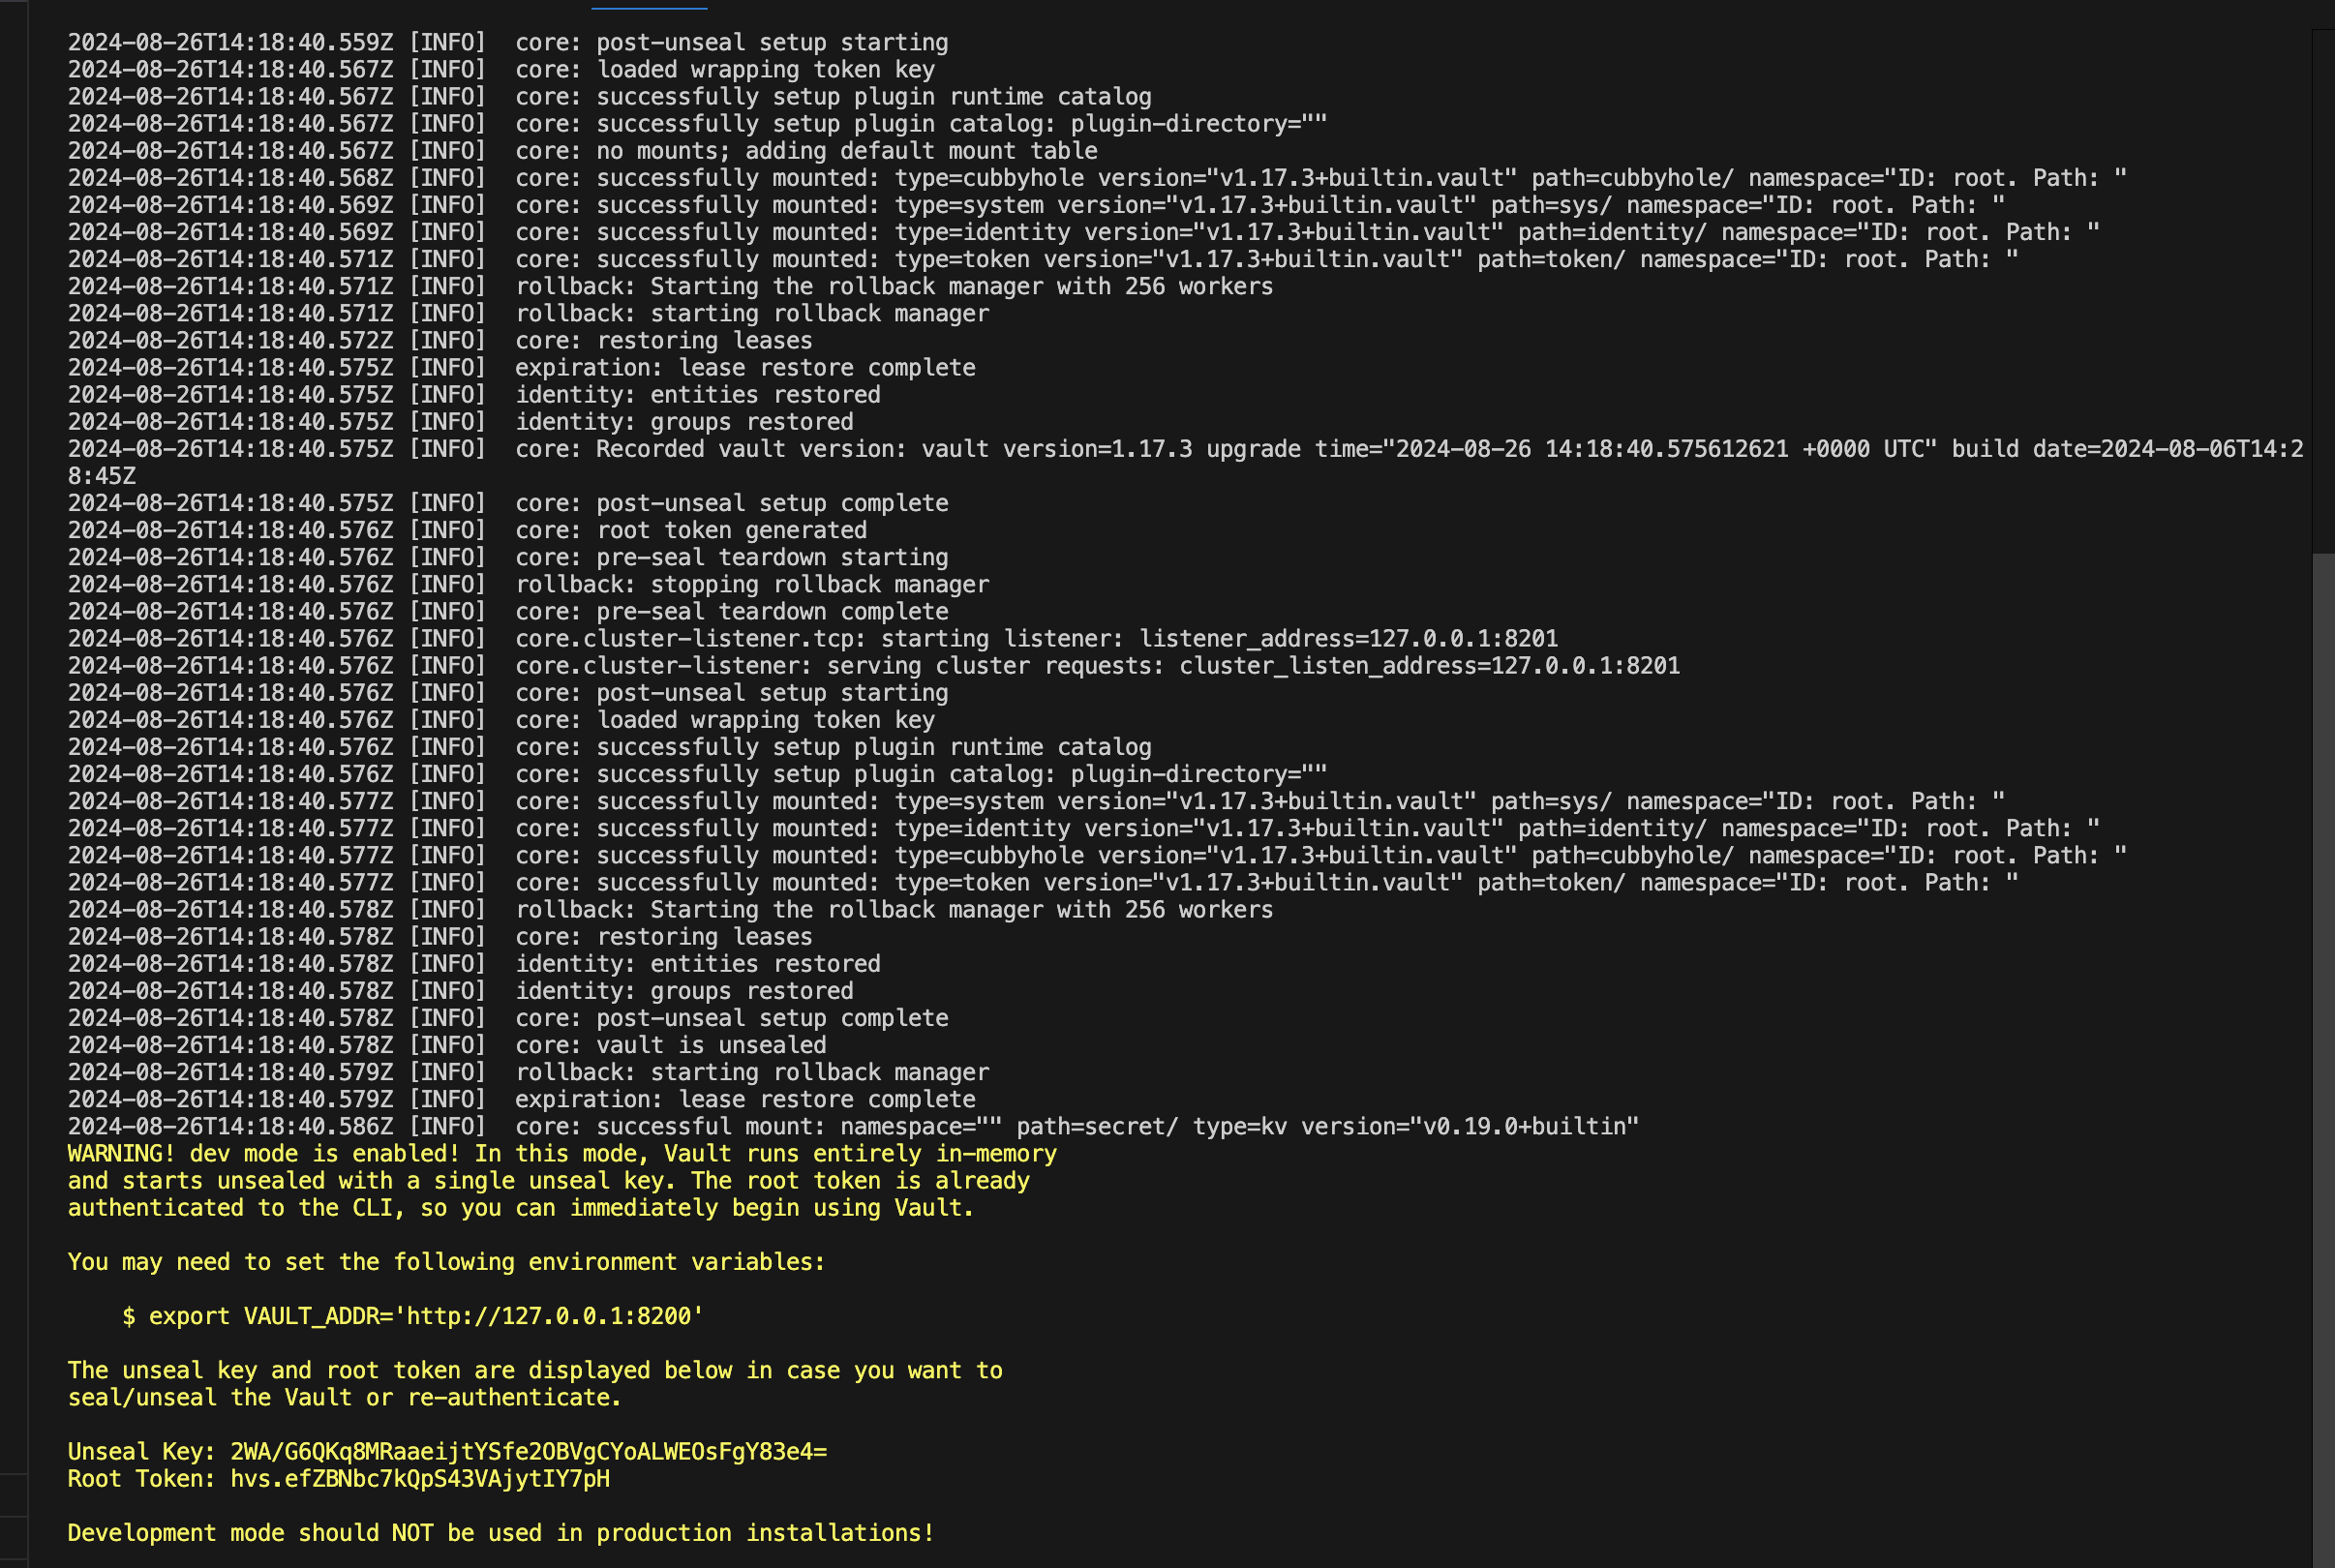 2024-08-26T14:18:40.559Z [INFO]  core: post-unseal setup starting
2024-08-26T14:18:40.567Z [INFO]  core: loaded wrapping token key
2024-08-26T14:18:40.567Z [INFO]  core: successfully setup plugin runtime catalog
2024-08-26T14:18:40.567Z [INFO]  core: successfully setup plugin catalog: plugin-directory=""
2024-08-26T14:18:40.567Z [INFO]  core: no mounts; adding default mount table
2024-08-26T14:18:40.568Z [INFO]  core: successfully mounted: type=cubbyhole version="v1.17.3+builtin.vault" path=cubbyhole/ namespace="ID: root. Path: "
2024-08-26T14:18:40.569Z [INFO]  core: successfully mounted: type=system version="v1.17.3+builtin.vault" path=sys/ namespace="ID: root. Path: "
2024-08-26T14:18:40.569Z [INFO]  core: successfully mounted: type=identity version="v1.17.3+builtin.vault" path=identity/ namespace="ID: root. Path: "
2024-08-26T14:18:40.571Z [INFO]  core: successfully mounted: type=token version="v1.17.3+builtin.vault" path=token/ namespace="ID: root. Path: "
2024-08-26T14:18:40.571Z [INFO]  rollback: Starting the rollback manager with 256 workers
2024-08-26T14:18:40.571Z [INFO]  rollback: starting rollback manager
2024-08-26T14:18:40.572Z [INFO]  core: restoring leases
2024-08-26T14:18:40.575Z [INFO]  expiration: lease restore complete
2024-08-26T14:18:40.575Z [INFO]  identity: entities restored
2024-08-26T14:18:40.575Z [INFO]  identity: groups restored
2024-08-26T14:18:40.575Z [INFO]  core: Recorded vault version: vault version=1.17.3 upgrade time="2024-08-26 14:18:40.575612621 +0000 UTC" build date=2024-08-06T14:2
8:45Z
2024-08-26T14:18:40.575Z [INFO]  core: post-unseal setup complete
2024-08-26T14:18:40.576Z [INFO]  core: root token generated
2024-08-26T14:18:40.576Z [INFO]  core: pre-seal teardown starting
2024-08-26T14:18:40.576Z [INFO]  rollback: stopping rollback manager
2024-08-26T14:18:40.576Z [INFO]  core: pre-seal teardown complete
2024-08-26T14:18:40.576Z [INFO]  core.cluster-listener.tcp: starting listener: listener_address=127.0.0.1:8201
2024-08-26T14:18:40.576Z [INFO]  core.cluster-listener: serving cluster requests: cluster_listen_address=127.0.0.1:8201
2024-08-26T14:18:40.576Z [INFO]  core: post-unseal setup starting
2024-08-26T14:18:40.576Z [INFO]  core: loaded wrapping token key
2024-08-26T14:18:40.576Z [INFO]  core: successfully setup plugin runtime catalog
2024-08-26T14:18:40.576Z [INFO]  core: successfully setup plugin catalog: plugin-directory=""
2024-08-26T14:18:40.577Z [INFO]  core: successfully mounted: type=system version="v1.17.3+builtin.vault" path=sys/ namespace="ID: root. Path: "
2024-08-26T14:18:40.577Z [INFO]  core: successfully mounted: type=identity version="v1.17.3+builtin.vault" path=identity/ namespace="ID: root. Path: "
2024-08-26T14:18:40.577Z [INFO]  core: successfully mounted: type=cubbyhole version="v1.17.3+builtin.vault" path=cubbyhole/ namespace="ID: root. Path: "
2024-08-26T14:18:40.577Z [INFO]  core: successfully mounted: type=token version="v1.17.3+builtin.vault" path=token/ namespace="ID: root. Path: "
2024-08-26T14:18:40.578Z [INFO]  rollback: Starting the rollback manager with 256 workers
2024-08-26T14:18:40.578Z [INFO]  core: restoring leases
2024-08-26T14:18:40.578Z [INFO]  identity: entities restored
2024-08-26T14:18:40.578Z [INFO]  identity: groups restored
2024-08-26T14:18:40.578Z [INFO]  core: post-unseal setup complete
2024-08-26T14:18:40.578Z [INFO]  core: vault is unsealed
2024-08-26T14:18:40.579Z [INFO]  rollback: starting rollback manager
2024-08-26T14:18:40.579Z [INFO]  expiration: lease restore complete
2024-08-26T14:18:40.586Z [INFO]  core: successful mount: namespace="" path=secret/ type=kv version="v0.19.0+builtin"
WARNING! dev mode is enabled! In this mode, Vault runs entirely in-memory
and starts unsealed with a single unseal key. The root token is already
authenticated to the CLI, so you can immediately begin using Vault.
You may need to set the following environment variables:
    $ export VAULT_ADDR='http://127.0.0.1:8200'
The unseal key and root token are displayed below in case you want to
seal/unseal the Vault or re-authenticate.
Unseal Key: 2WA/G6QKq8MRaaeijtYSfe2OBVgCYoALWEOsFgY83e4=
Root Token: hvs.efZBNbc7kQpS43VAjytIY7pH
Development mode should NOT be used in production installations!